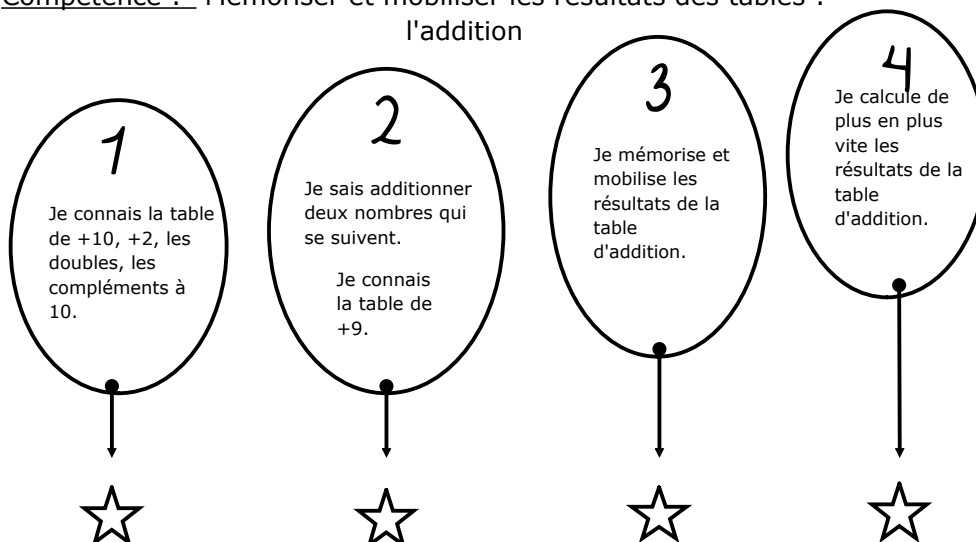 Compétence : Mémoriser et mobiliser les résultats des tables :
l'addition
1
Je connais la table
de +10, +2, les
doubles, les
compléments à
10.
2
Je sais additionner
deux nombres qui
se suivent.
Je connais
la table de
+9.
3
Je mémorise et
mobilise les
résultats de la
table
d'addition.
4
Je calcule de
plus en plus
vite les
résultats de la
table
d'addition.